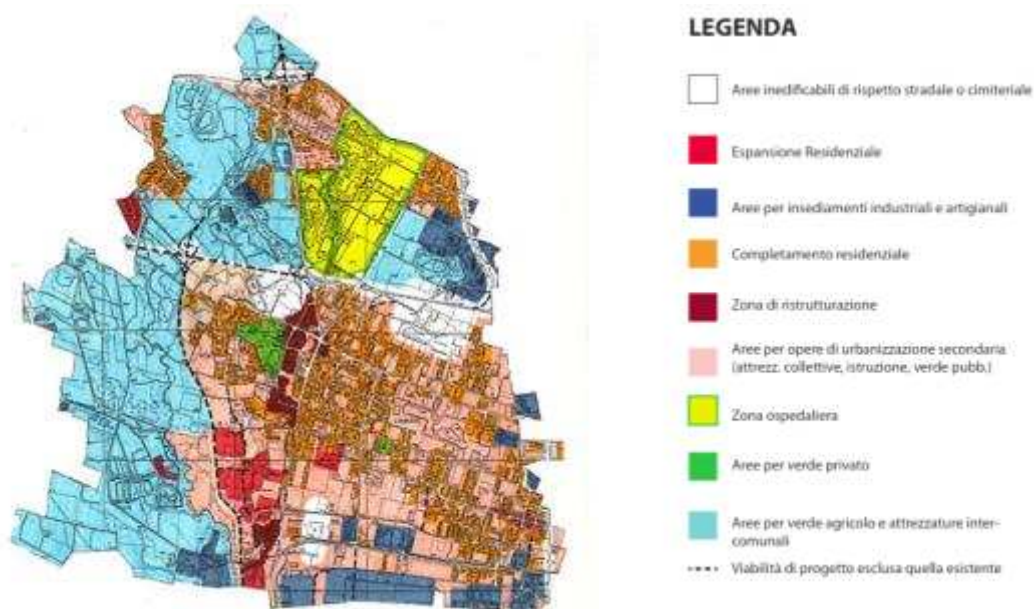 LEGENDA
Aree inedificabili di rispetto stradale o cimiteriale
Espansione Residenziale
Aree per insediamenti industriali e artigianali
Completamento residenziale
Zona di ristrutturazione
Aree per opere di urbanizzazione secondaria
(attrezz. collettive, istruzione, verde pubb.)
Zona ospedaliera
Aree per verde privato
Aree per verde agricolo e attrezzature inter-
comunali
Viabilità di progetto esclusa quella esistente